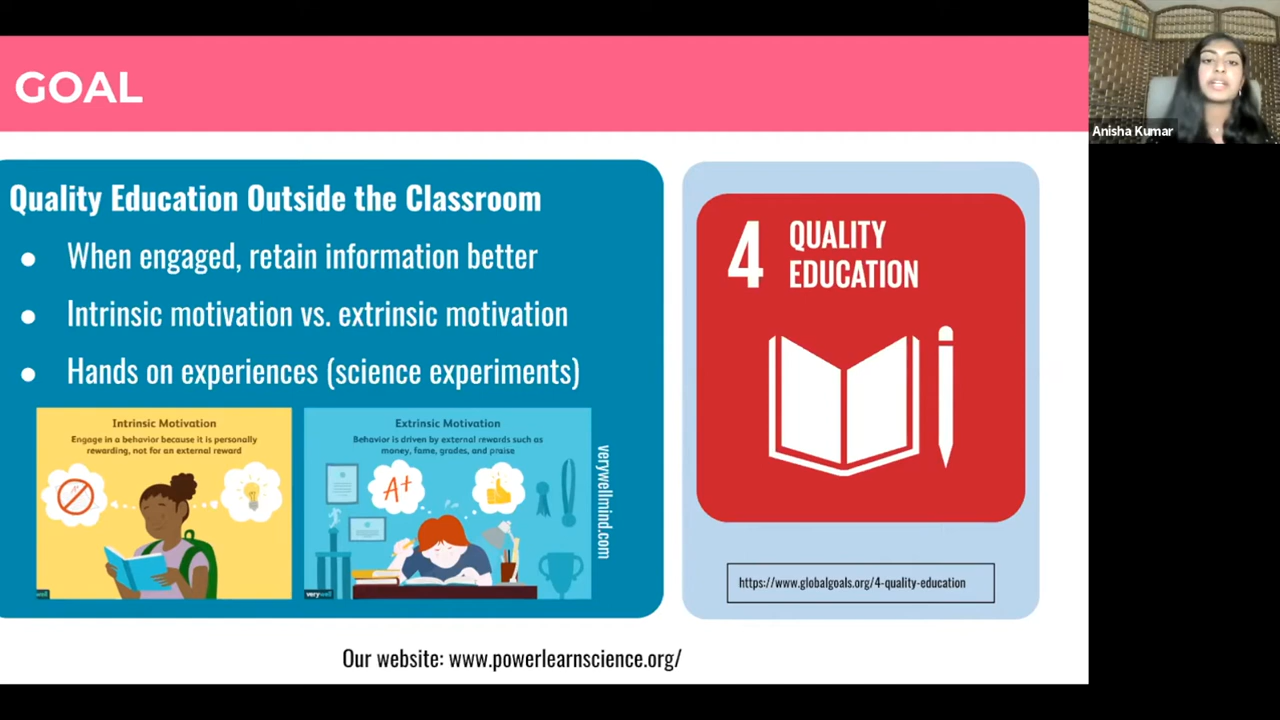 GOAL
Anisha Kumar
Quality Education Outside the Classroom
● When engaged, retain information better
● Intrinsic motivation vs. extrinsic motivation
● Hands on experiences (science experiments)
Intrinsic Motivation
Engage in a behavior because it is personally
rewarding, not for an external reward
Extrinsic Motivation
Behavior is driven by external rewards such as
money, fame, grades, and praise
A+
verywell
verywellmind.com
4 QUALITY
EDUCATION
https://www.globalgoals.org/4-quality-education
Our website: www.powerlearnscience.org/